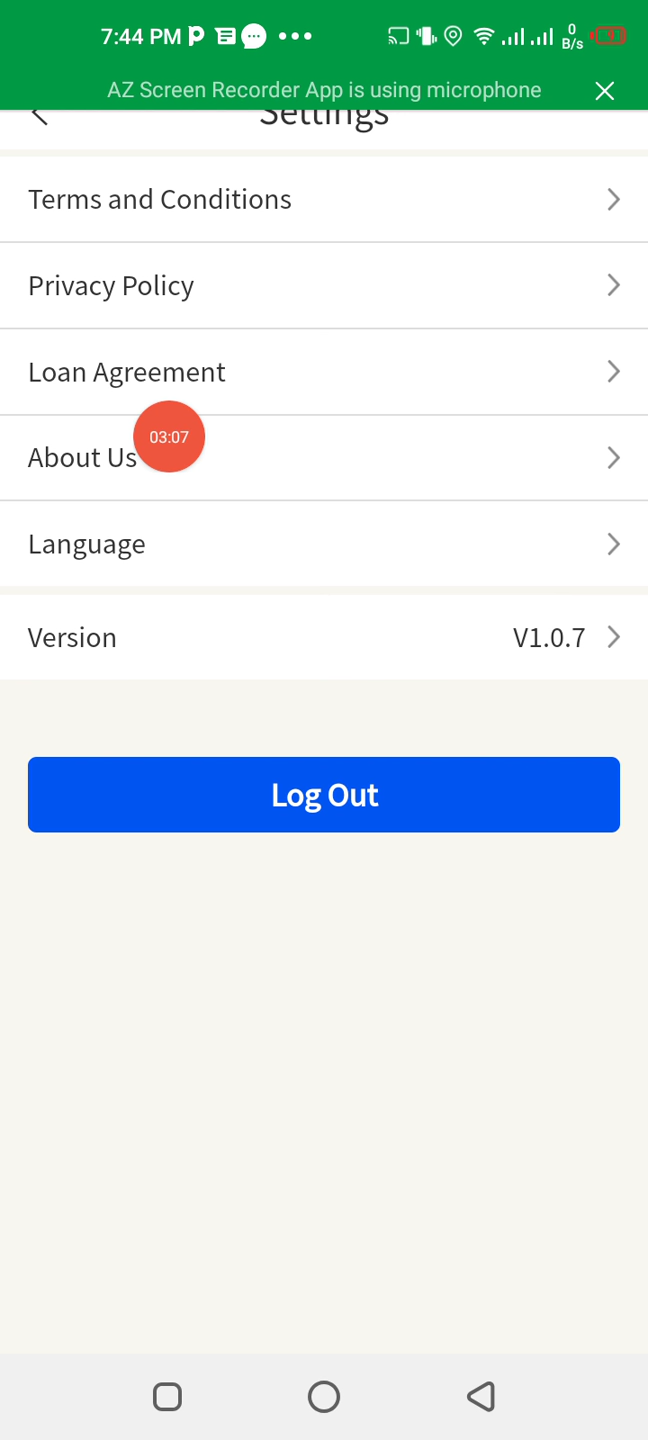 7:44 PM
0
B/s
AZ Screen Recorder App is using microphone
Settings
Terms and Conditions
Privacy Policy
Loan Agreement
03:07
About Us
Language
Version V1.0.7
Log Out